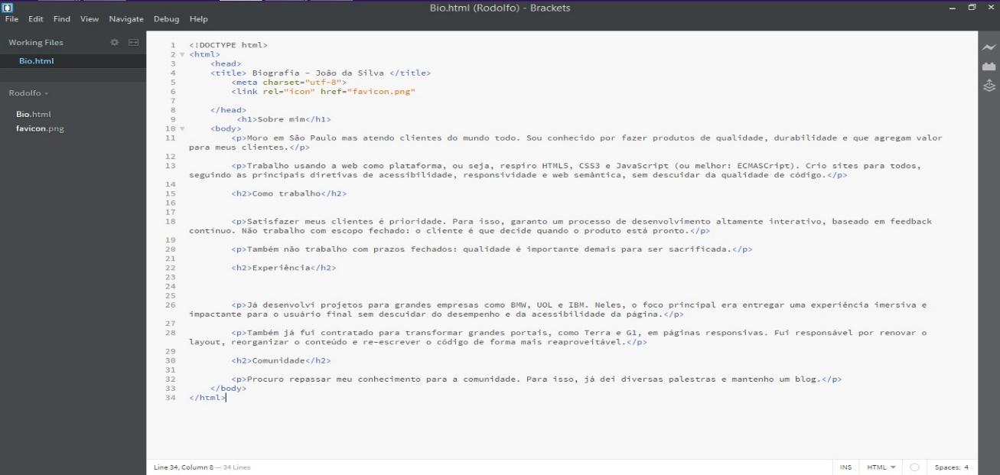 Bio.html (Rodolfo) - Brackets
File Edit Find View Navigate Debug Help
Working Files
Bio.html
Rodolfo
Bio.html
favicon.png
1 <!DOCTYPE html>
2 <html>
3 <head>
4 <title> Biografia - João da Silva </title>
5 <meta charset="utf-8">
6 <link rel="icon" href="favicon.png"
7
8 </head>
9 <h1>Sobre mim</h1>
10 <body>
11 <p>Moro em São Paulo mas atendo clientes do mundo todo. Sou conhecido por fazer produtos de qualidade, durabilidade e que agregam valor
para meus clientes.</p>
12
13 <p>Trabalho usando a web como plataforma, ou seja, respiro HTML5, CSS3 e JavaScript (ou melhor: ECMASCript). Crio sites para todos,
seguindo as principais diretivas de acessibilidade, responsividade e web semântica, sem descuidar da qualidade de código.</p>
14
15 <h2>Como trabalho</h2>
16
17
18 <p>Satisfazer meus clientes é prioridade. Para isso, garanto um processo de desenvolvimento altamente interativo, baseado em feedback
contínuo. Não trabalho com escopo fechado: o cliente é que decide quando o produto está pronto.</p>
19
20 <p>Também não trabalho com prazos fechados: qualidade é importante demais para ser sacrificada.</p>
21
22 <h2>Experiência</h2>
23
24
25
26 <p>Já desenvolvi projetos para grandes empresas como BMW, UOL e IBM. Neles, o foco principal era entregar uma experiência imersiva e
impactante para o usuário final sem descuidar do desempenho e da acessibilidade da página.</p>
27
28 <p>Também já fui contratado para transformar grandes portais, como Terra e G1, em páginas responsivas. Fui responsável por renovar o
layout, reorganizar o conteúdo e re-escrever o código de forma mais reaproveitável.</p>
29
30 <h2>Comunidade</h2>
31
32 <p>Procuro repassar meu conhecimento para a comunidade. Para isso, já dei diversas palestras e mantenho um blog.</p>
33 </body>
34 </html>
Line 34, Column 8 — 34 Lines
INS HTML Spaces: 4